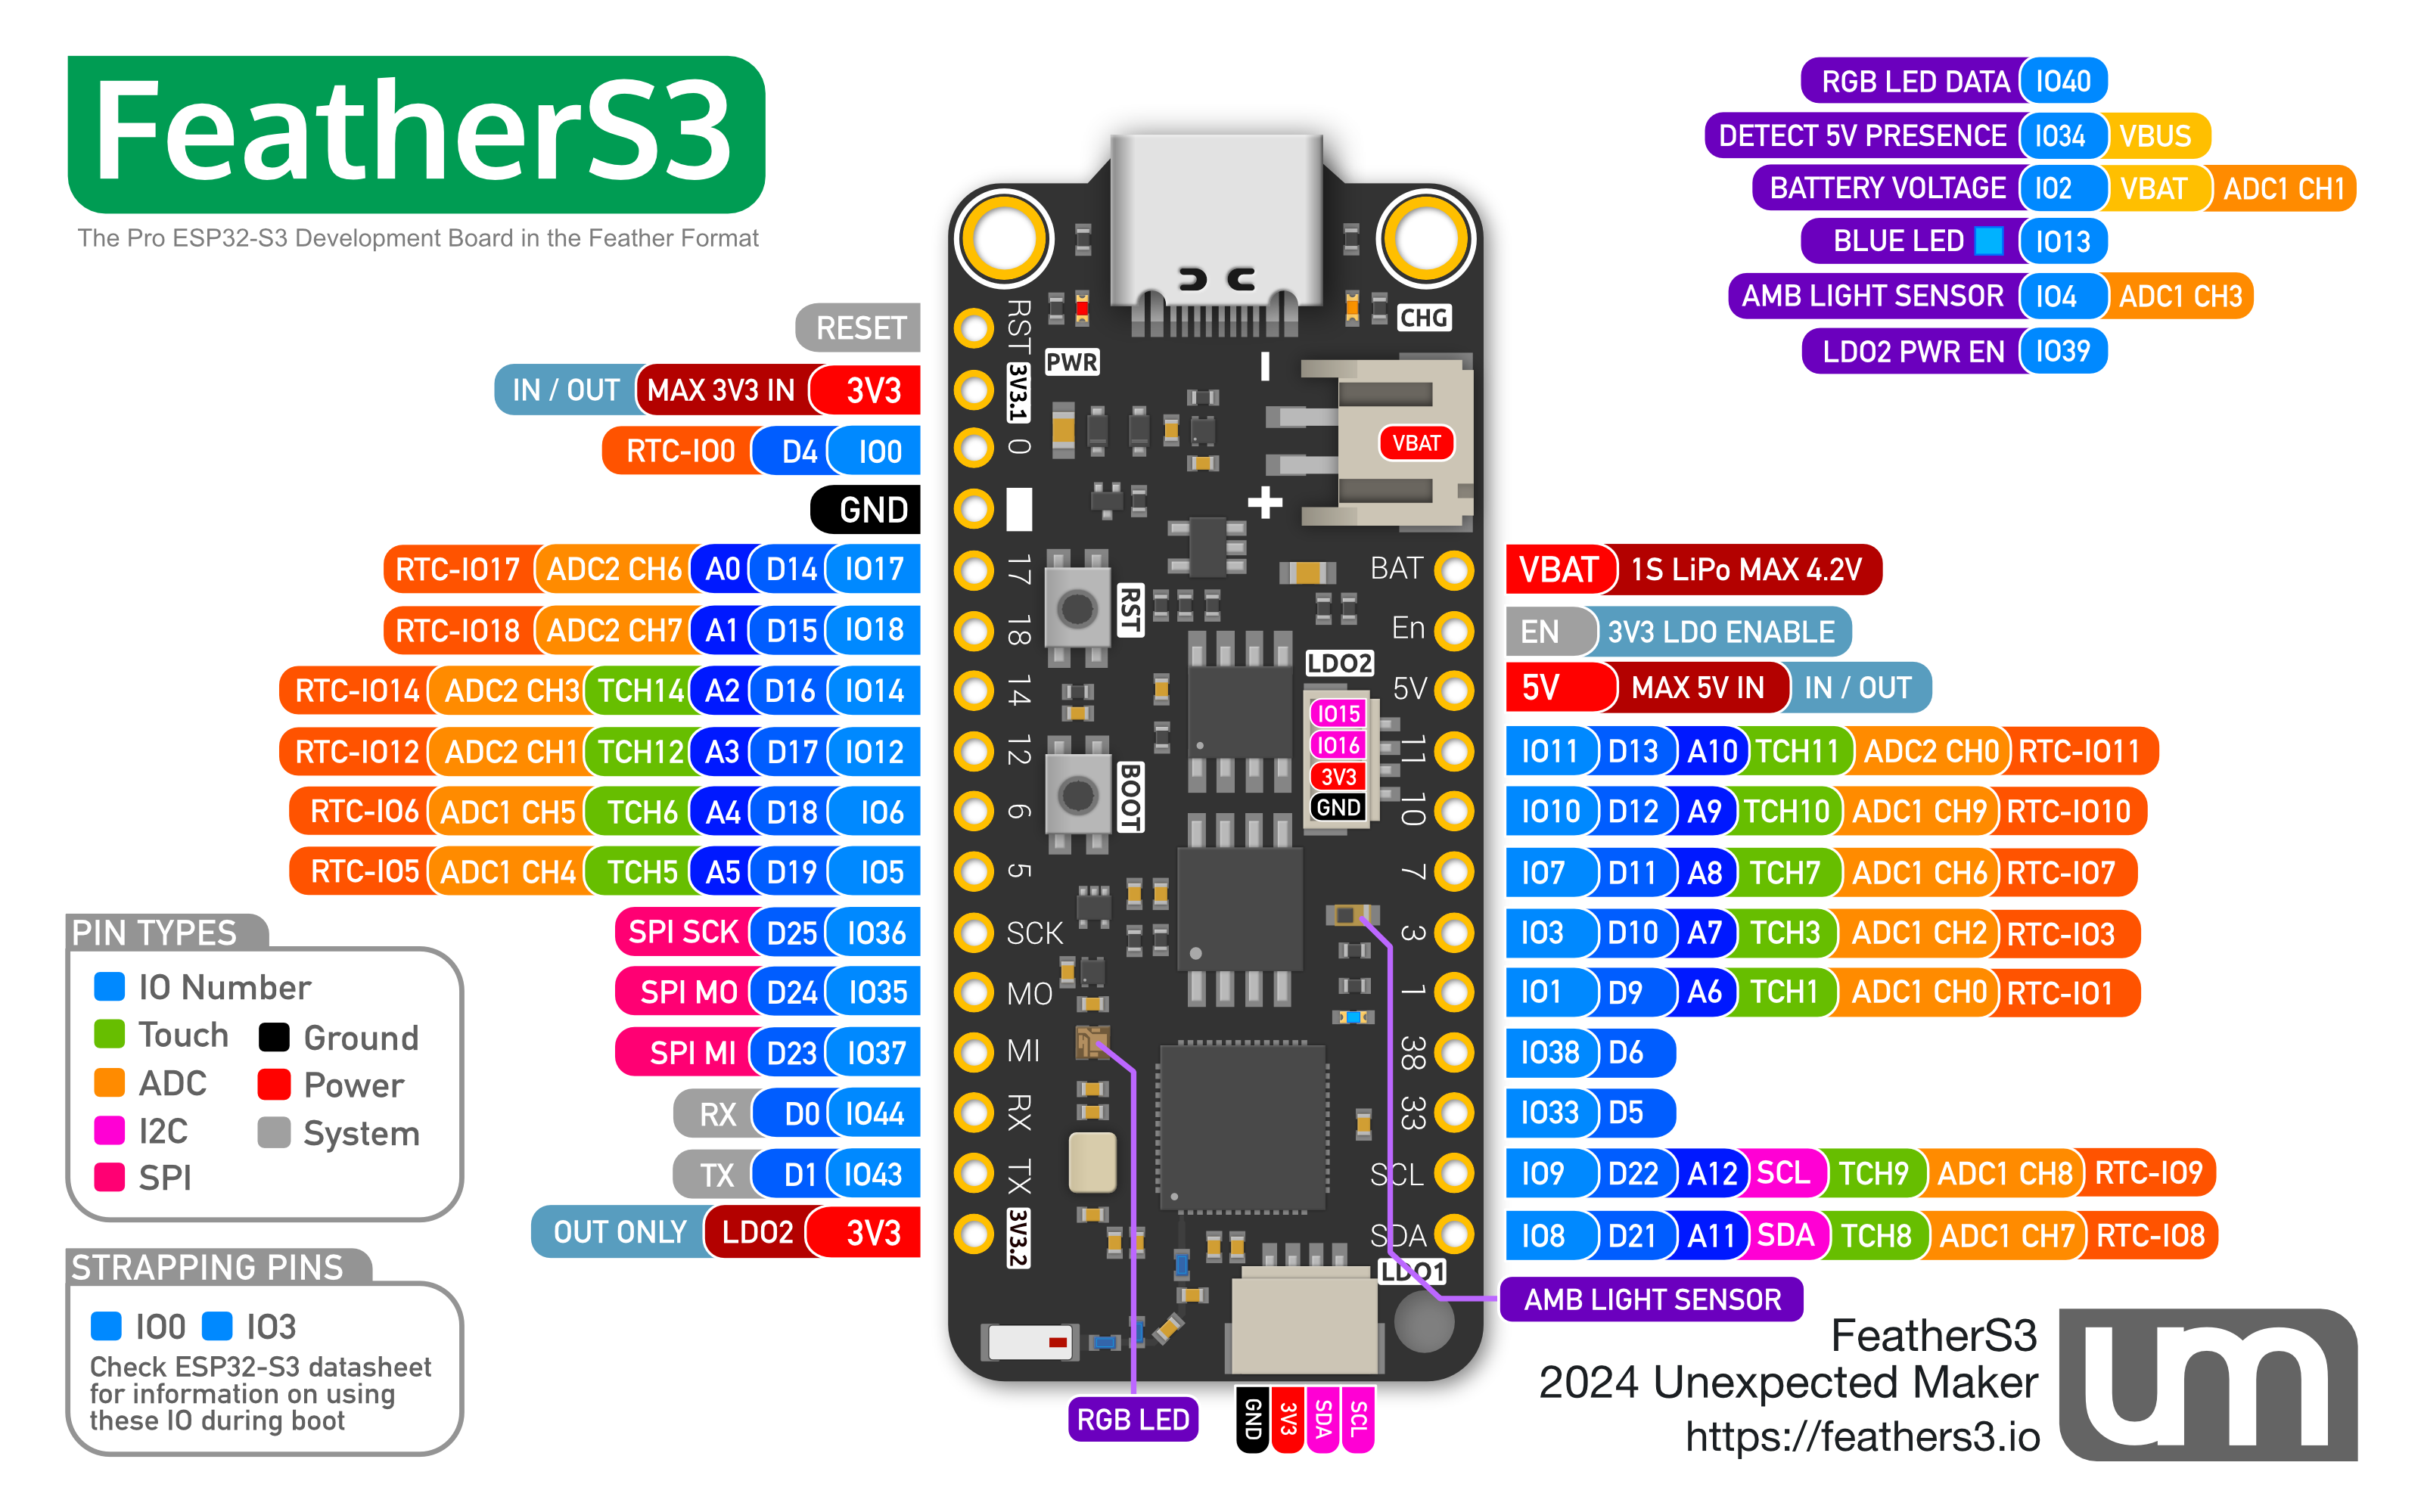 FeatherS3
The Pro ESP32-S3 Development Board in the Feather Format
RGB LED DATA IO40
DETECT 5V PRESENCE IO34 VBUS
BATTERY VOLTAGE IO2 VBAT ADC1 CH1
BLUE LED IO13
AMB LIGHT SENSOR IO4 ADC1 CH3
LDO2 PWR EN IO39
RESET
IN / OUT MAX 3V3 IN 3V3
RTC-IO0 D4 IO0
GND
RTC-IO17 ADC2 CH6 A0 D14 IO17
RTC-IO18 ADC2 CH7 A1 D15 IO18
RTC-IO14 ADC2 CH3 TCH14 A2 D16 IO14
RTC-IO12 ADC2 CH1 TCH12 A3 D17 IO12
RTC-IO6 ADC1 CH5 TCH6 A4 D18 IO6
RTC-IO5 ADC1 CH4 TCH5 A5 D19 IO5
SPI SCK D25 IO36
SPI MO D24 IO35
SPI MI D23 IO37
RX D0 IO44
TX D1 IO43
OUT ONLY LDO2 3V3
RST
3V3.1
0
17
18
14
12
6
5
SCK
MO
MI
RX
TX
3V3.2
PWR
CHG
VBAT
RST
BOOT
LDO2
IO15
IO16
3V3
GND
BAT
En
5V
11
10
7
3
1
38
33
SCL
SDA
LDO1
VBAT 1S LiPo MAX 4.2V
EN 3V3 LDO ENABLE
5V MAX 5V IN IN / OUT
IO11 D13 A10 TCH11 ADC2 CH0 RTC-IO11
IO10 D12 A9 TCH10 ADC1 CH9 RTC-IO10
IO7 D11 A8 TCH7 ADC1 CH6 RTC-IO7
IO3 D10 A7 TCH3 ADC1 CH2 RTC-IO3
IO1 D9 A6 TCH1 ADC1 CH0 RTC-IO1
IO38 D6
IO33 D5
IO9 D22 A12 SCL TCH9 ADC1 CH8 RTC-IO9
IO8 D21 A11 SDA TCH8 ADC1 CH7 RTC-IO8
AMB LIGHT SENSOR
RGB LED
GND
3V3
SDA
SCL
PIN TYPES
IO Number
Touch
Ground
ADC
Power
I2C
System
SPI
STRAPPING PINS
IO0 IO3
Check ESP32-S3 datasheet
for information on using
these IO during boot
FeatherS3
2024 Unexpected Maker
https://feathers3.io
um